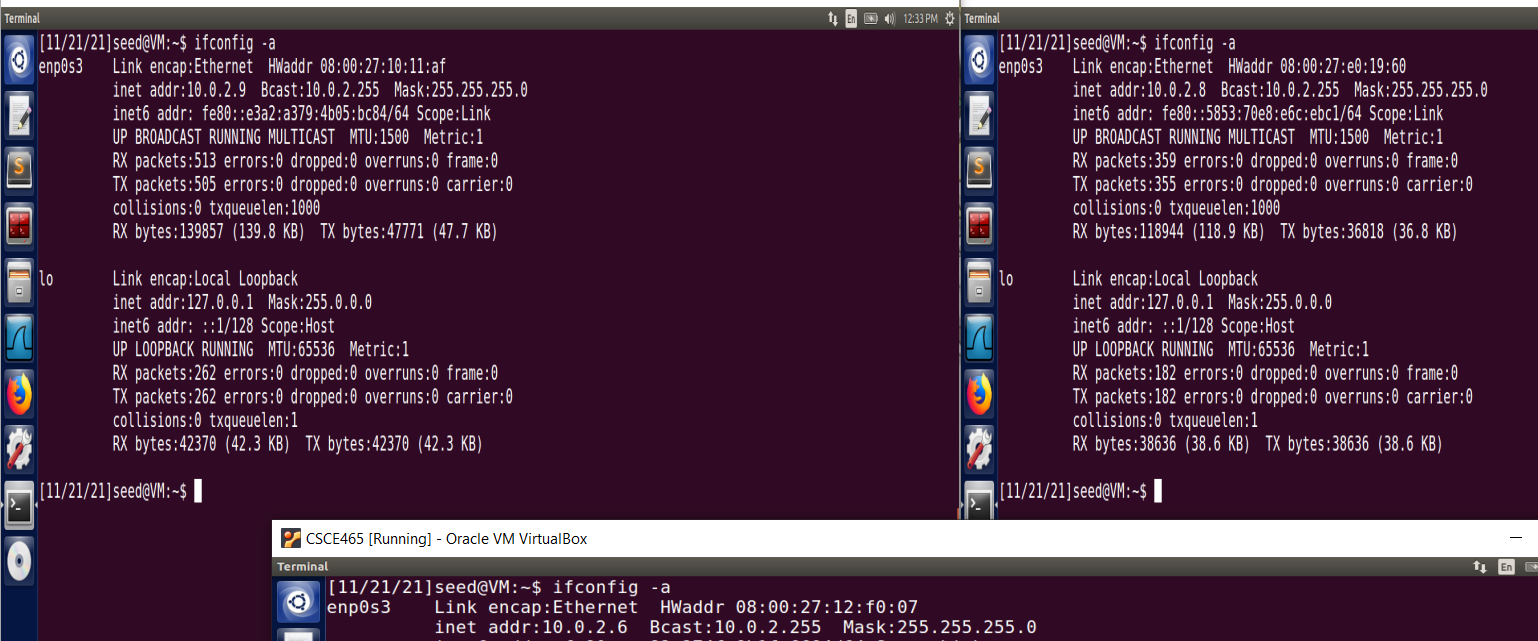 Terminal
En 12:33 PM
[11/21/21]seed@VM:~$ ifconfig -a
enp0s3 Link encap:Ethernet HWaddr 08:00:27:10:11:af
inet addr:10.0.2.9 Bcast:10.0.2.255 Mask:255.255.255.0
inet6 addr: fe80::e3a2:a379:4b05:bc84/64 Scope:Link
UP BROADCAST RUNNING MULTICAST MTU:1500 Metric:1
RX packets:513 errors:0 dropped:0 overruns:0 frame:0
TX packets:505 errors:0 dropped:0 overruns:0 carrier:0
collisions:0 txqueuelen:1000
RX bytes:139857 (139.8 KB) TX bytes:47771 (47.7 KB)
lo Link encap:Local Loopback
inet addr:127.0.0.1 Mask:255.0.0.0
inet6 addr: ::1/128 Scope:Host
UP LOOPBACK RUNNING MTU:65536 Metric:1
RX packets:262 errors:0 dropped:0 overruns:0 frame:0
TX packets:262 errors:0 dropped:0 overruns:0 carrier:0
collisions:0 txqueuelen:1
RX bytes:42370 (42.3 KB) TX bytes:42370 (42.3 KB)
[11/21/21]seed@VM:~$
Terminal
[11/21/21]seed@VM:~$ ifconfig -a
enp0s3 Link encap:Ethernet HWaddr 08:00:27:e0:19:60
inet addr:10.0.2.8 Bcast:10.0.2.255 Mask:255.255.255.0
inet6 addr: fe80::5853:70e8:e6c:ebc1/64 Scope:Link
UP BROADCAST RUNNING MULTICAST MTU:1500 Metric:1
RX packets:359 errors:0 dropped:0 overruns:0 frame:0
TX packets:355 errors:0 dropped:0 overruns:0 carrier:0
collisions:0 txqueuelen:1000
RX bytes:118944 (118.9 KB) TX bytes:36818 (36.8 KB)
lo Link encap:Local Loopback
inet addr:127.0.0.1 Mask:255.0.0.0
inet6 addr: ::1/128 Scope:Host
UP LOOPBACK RUNNING MTU:65536 Metric:1
RX packets:182 errors:0 dropped:0 overruns:0 frame:0
TX packets:182 errors:0 dropped:0 overruns:0 carrier:0
collisions:0 txqueuelen:1
RX bytes:38636 (38.6 KB) TX bytes:38636 (38.6 KB)
[11/21/21]seed@VM:~$
CSCE465 [Running] - Oracle VM VirtualBox
Terminal
En
[11/21/21]seed@VM:~$ ifconfig -a
enp0s3 Link encap:Ethernet HWaddr 08:00:27:12:f0:07
inet addr:10.0.2.6 Bcast:10.0.2.255 Mask:255.255.255.0